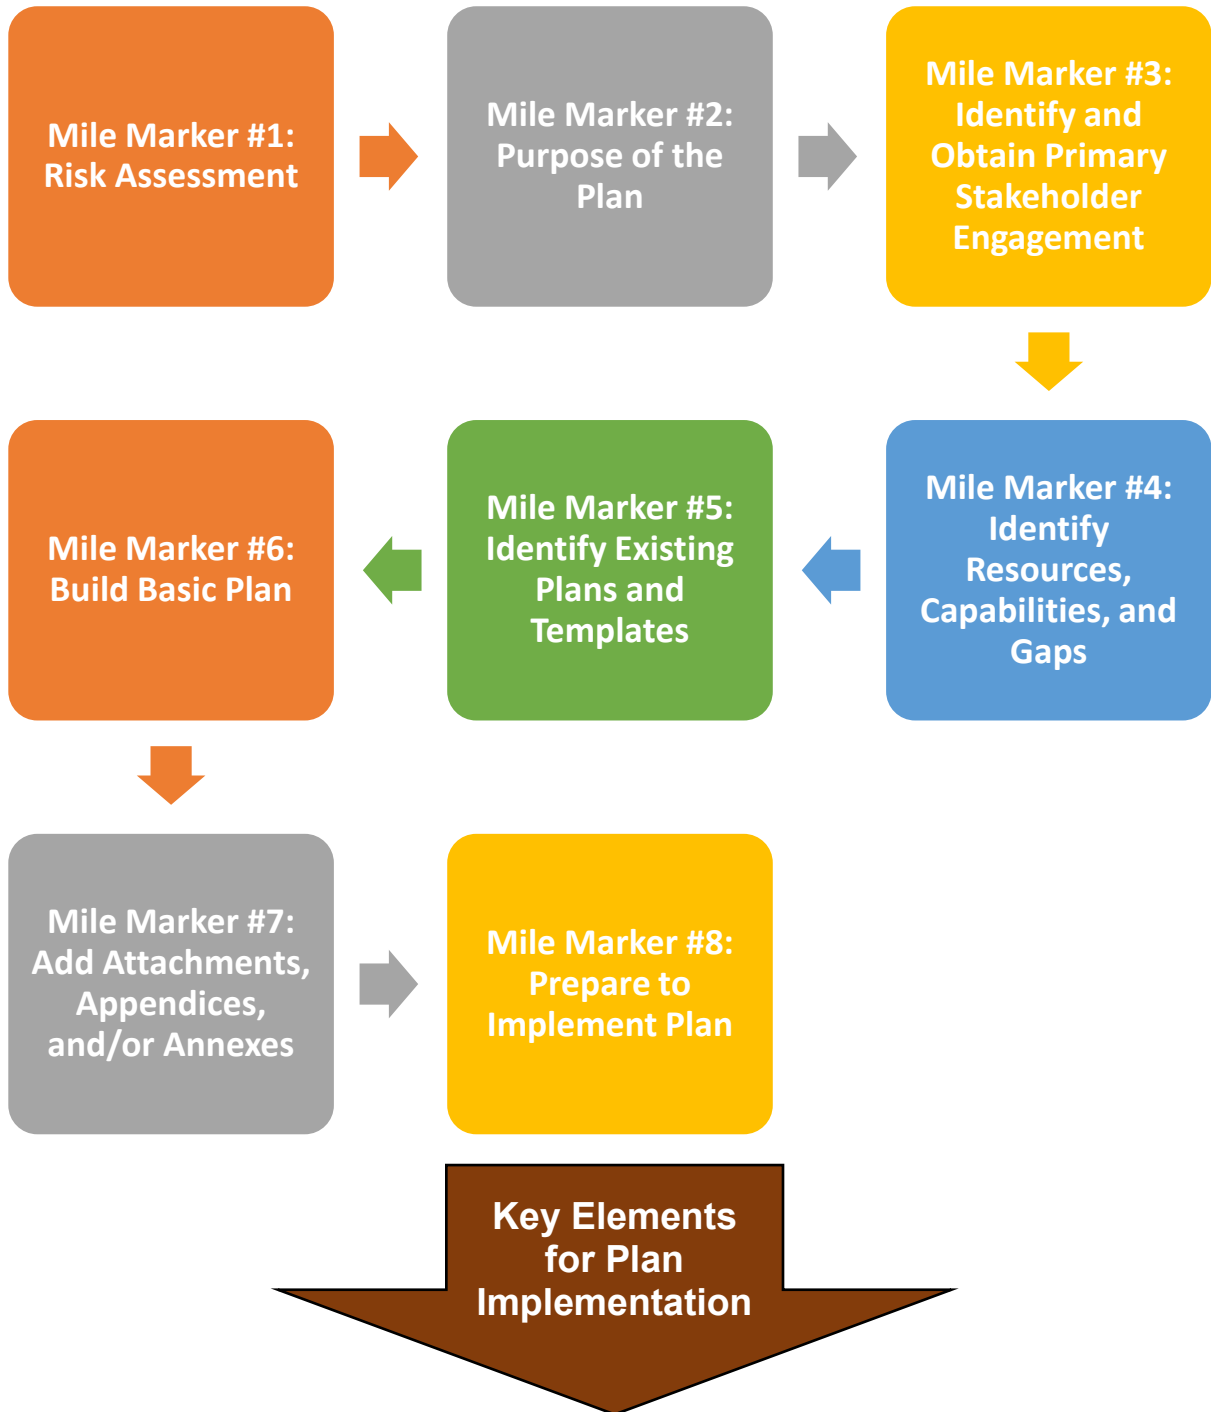 Mile Marker #1:
Risk Assessment
Mile Marker #2:
Purpose of the
Plan
Mile Marker #3:
Identify and
Obtain Primary
Stakeholder
Engagement
Mile Marker #4:
Identify
Resources,
Capabilities, and
Gaps
Mile Marker #5:
Identify Existing
Plans and
Templates
Mile Marker #6:
Build Basic Plan
Mile Marker #7:
Add Attachments,
Appendices,
and/or Annexes
Mile Marker #8:
Prepare to
Implement Plan
Key Elements
for Plan
Implementation